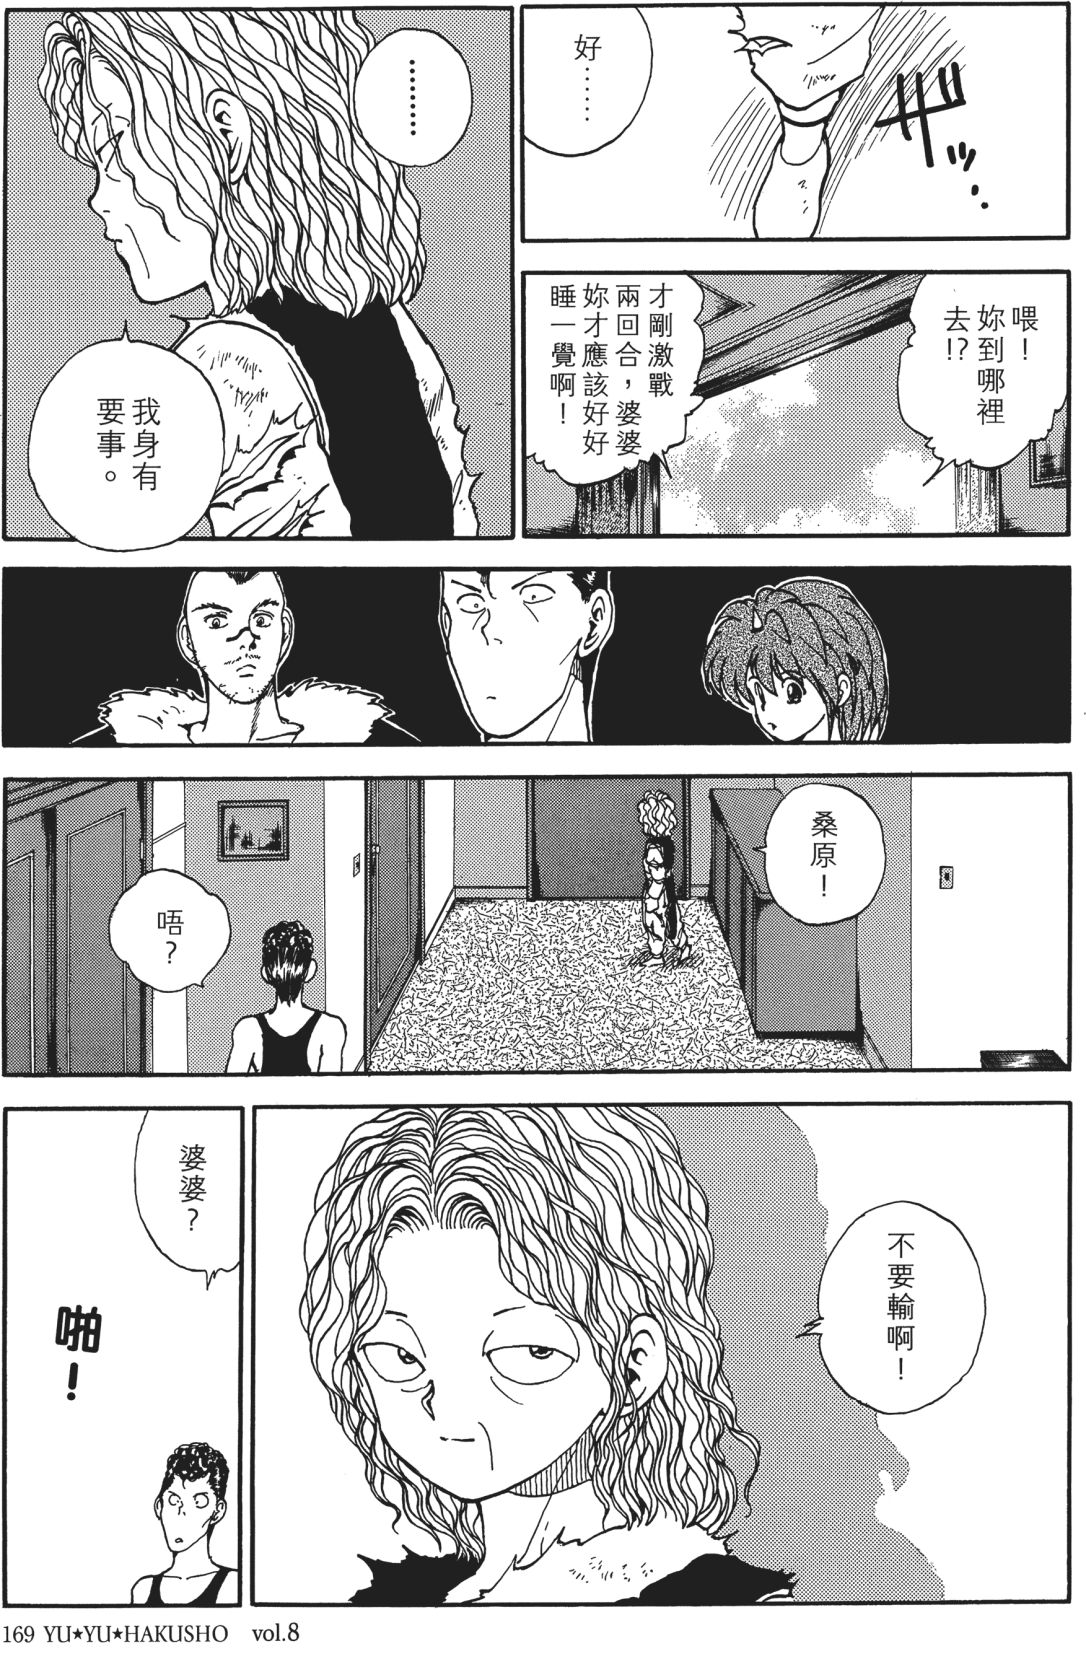 好……
ザッ…
喂！
妳到哪裡
去!?
才剛激戰
兩回合，婆婆
妳才應該好好
睡一覺啊！
………
我身有
要事。
桑原！
唔？
不要輸啊！
婆婆？
啪！
169 YU★YU★HAKUSHO vol.8